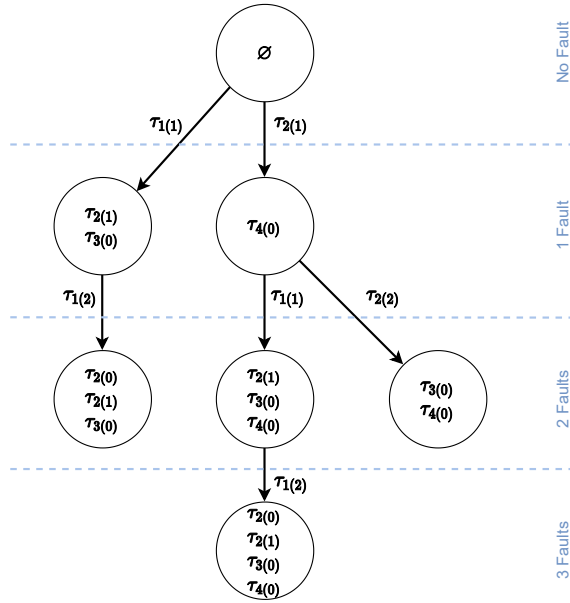 ∅
No Fault
τ1(1)
τ2(1)
τ2(1)
τ3(0)
τ4(0)
1 Fault
τ1(2)
τ1(1)
τ2(2)
τ2(0)
τ2(1)
τ3(0)
τ2(1)
τ3(0)
τ4(0)
τ3(0)
τ4(0)
2 Faults
τ1(2)
τ2(0)
τ2(1)
τ3(0)
τ4(0)
3 Faults